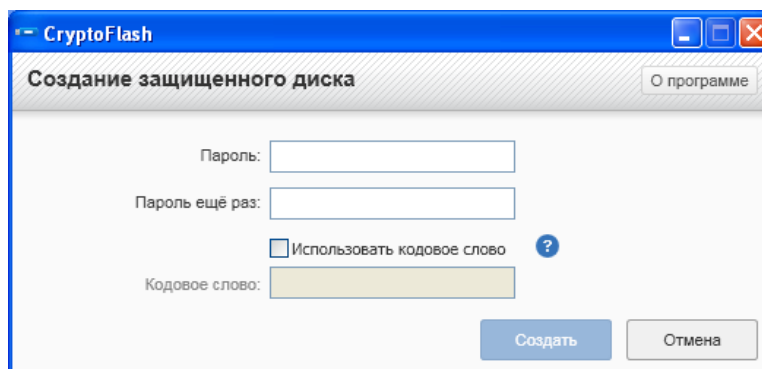 CryptoFlash
Создание защищенного диска
О программе
Пароль:
Пароль ещё раз:
Использовать кодовое слово ?
Кодовое слово:
Создать Отмена